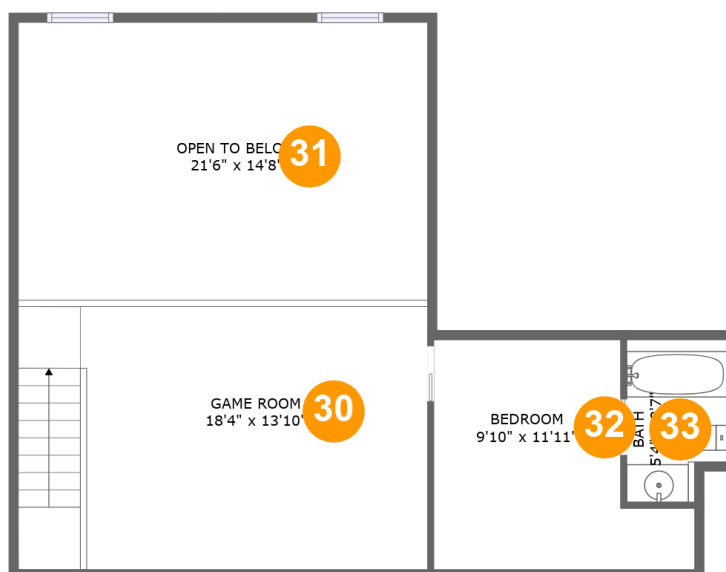 OPEN TO
21'6" x 14'8"
31
GAME ROOM
18'4" x 13'10"
30
BEDROOM
9'10" x 11'11"
32
BATH
33